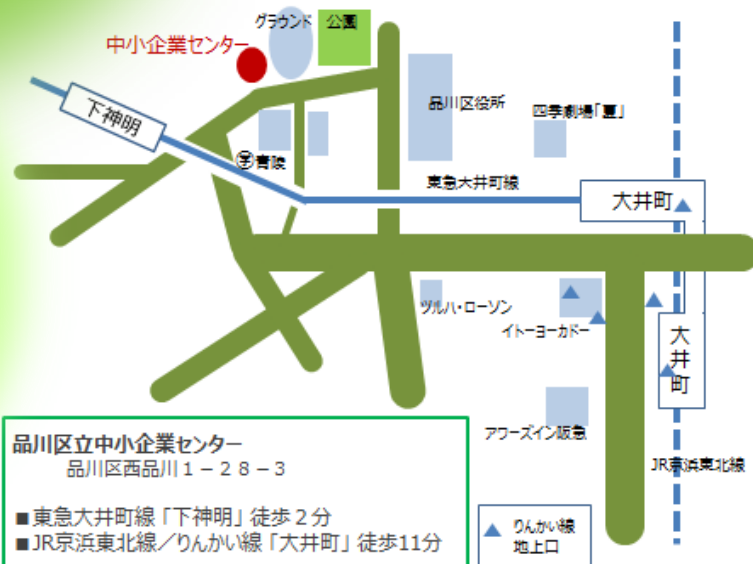 グラウンド
公園
中小企業センター
下神明
品川区役所
四季劇場「夏」
㋕青陵
東急大井町線
大井町
ツルハ・ローソン
イトーヨーカドー
大井町
アワーズイン阪急
JR京浜東北線
品川区立中小企業センター
品川区西品川1-28-3
■東急大井町線「下神明」徒歩2分
■JR京浜東北線/りんかい線「大井町」徒歩11分
りんかい線
地上口